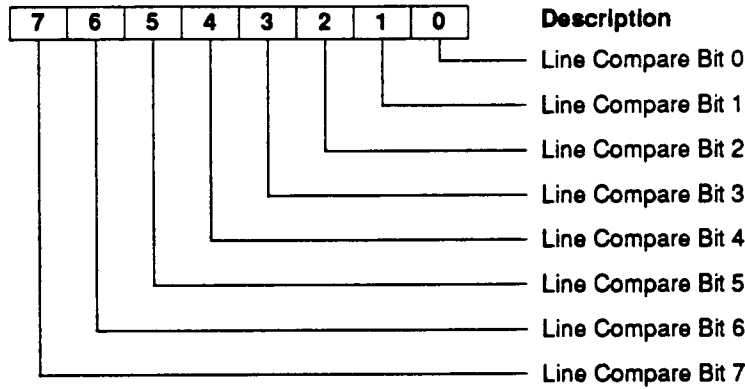 7 6 5 4 3 2 1 0 Description
Line Compare Bit 0
Line Compare Bit 1
Line Compare Bit 2
Line Compare Bit 3
Line Compare Bit 4
Line Compare Bit 5
Line Compare Bit 6
Line Compare Bit 7